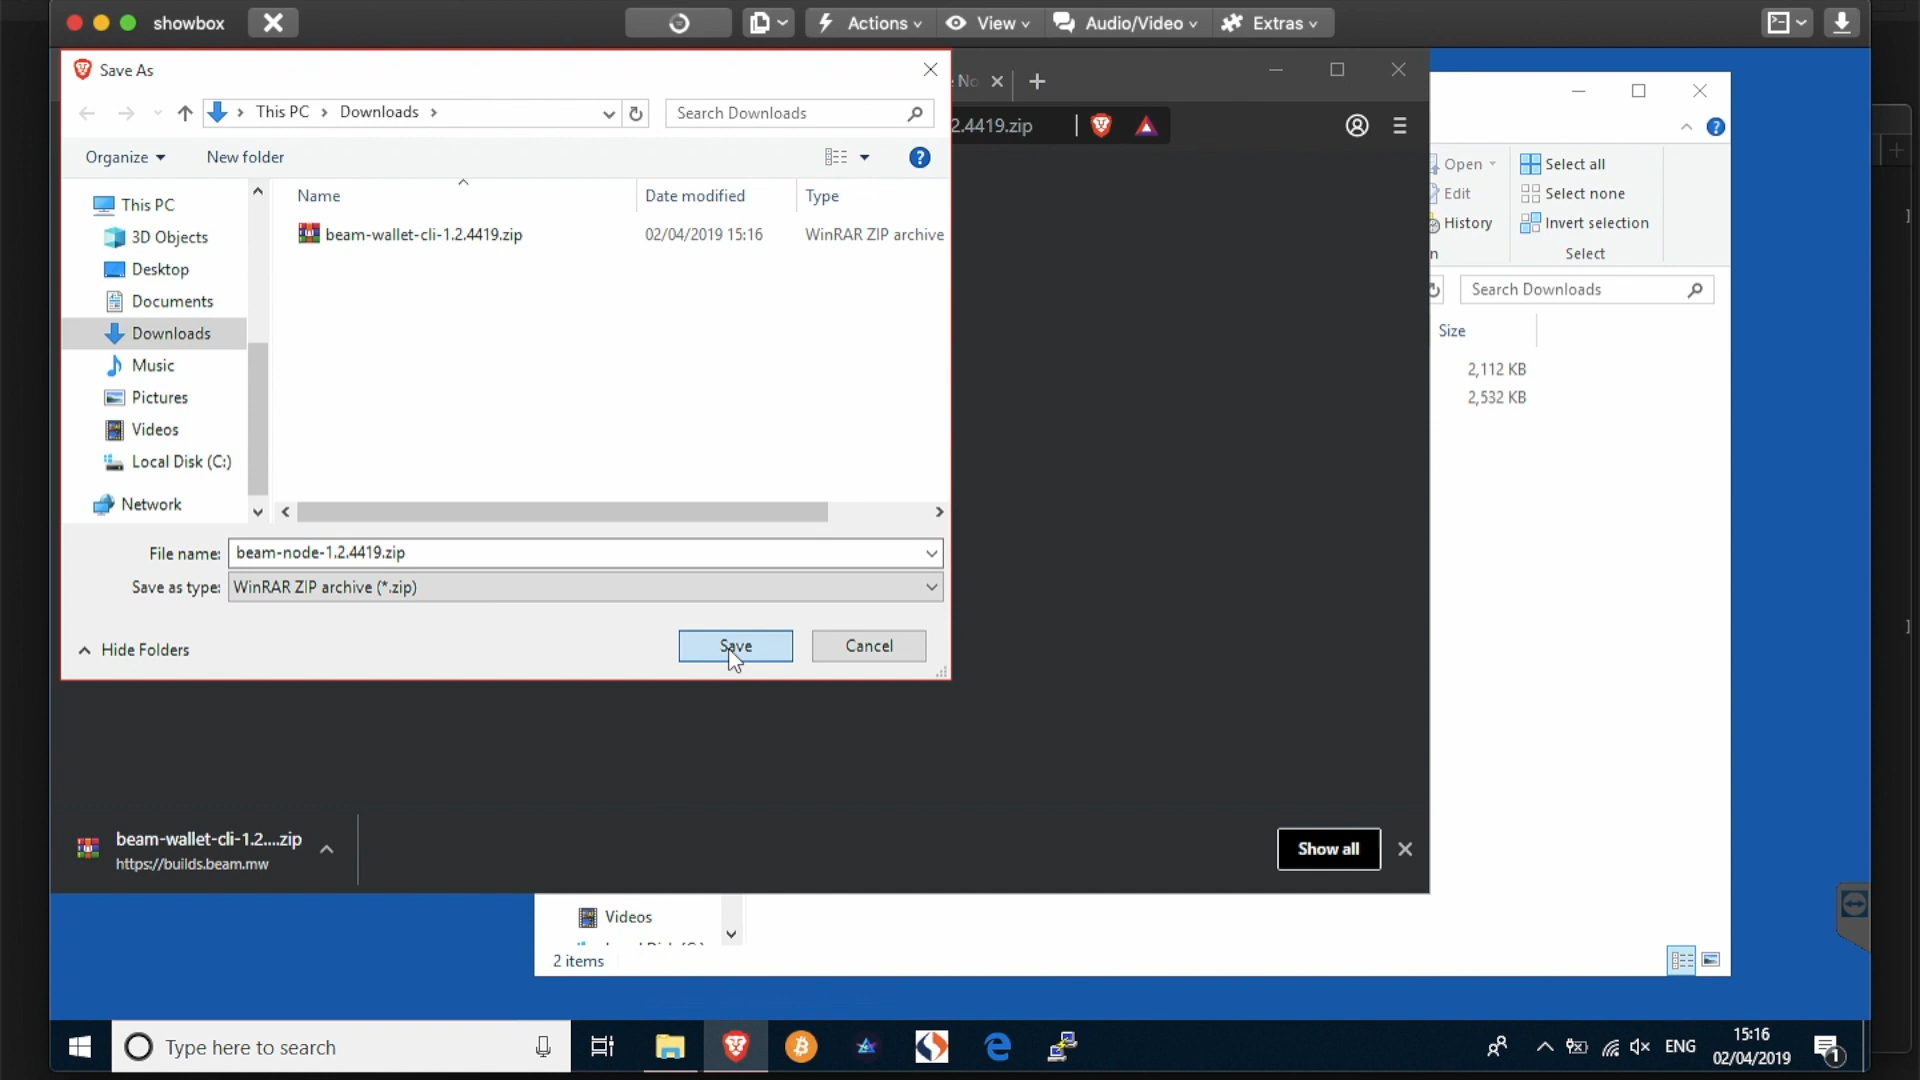 showbox
Actions
View
Audio/Video
Extras
Save As
No
This PC
Downloads
Search Downloads
2.4419.zip
Organize
New folder
?
?
Open
Select all
Edit
Select none
History
Invert selection
n
Select
This PC
3D Objects
Desktop
Documents
Downloads
Music
Pictures
Videos
Local Disk (C:)
Network
Name
Date modified
Type
beam-wallet-cli-1.2.4419.zip
02/04/2019 15:16
WinRAR ZIP archive
Search Downloads
Size
2,112 KB
2,532 KB
File name:
beam-node-1.2.4419.zip
Save as type:
WinRAR ZIP archive (*.zip)
Hide Folders
Save
Cancel
beam-wallet-cli-1.2....zip
https://builds.beam.mw
Show all
Videos
2 items
Type here to search
ENG
15:16
02/04/2019
1